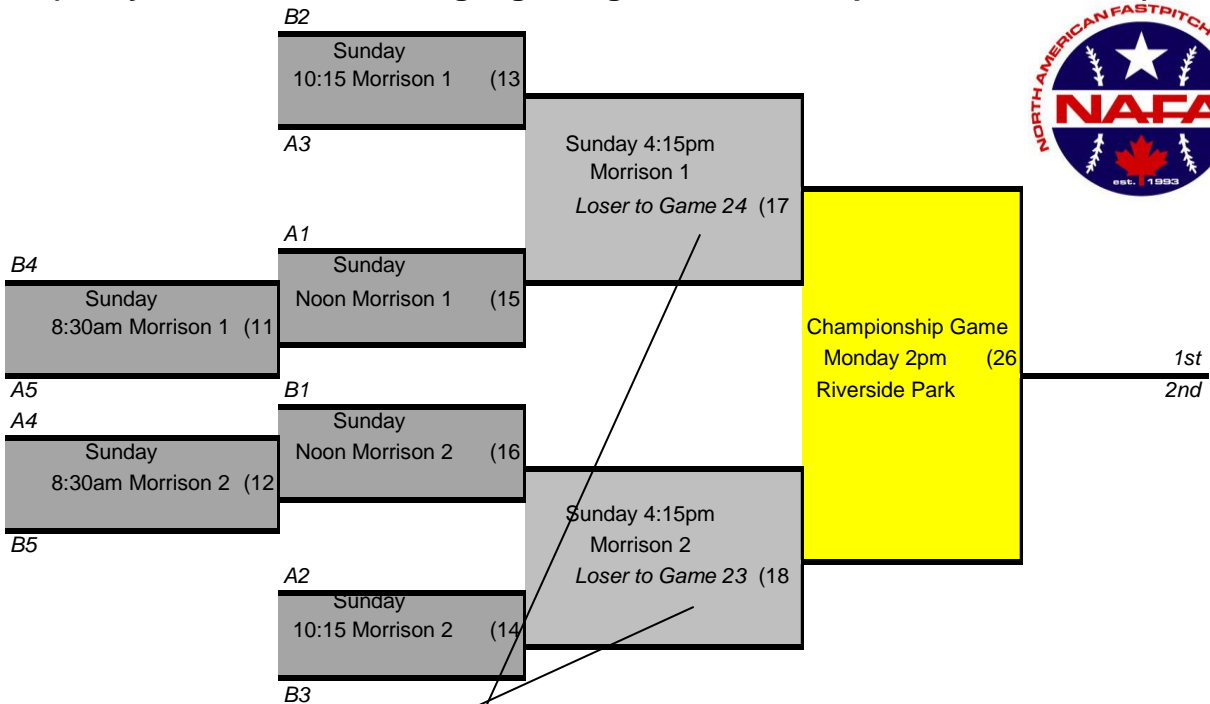 B2
Sunday
10:15 Morrison 1 (13
A3
Sunday 4:15pm
Morrison 1
Loser to Game 24 (17
A1
Sunday
Noon Morrison 1 (15
B4
Sunday
8:30am Morrison 1 (11
A5
Championship Game
Monday 2pm (26
Riverside Park
1st
2nd
B1
Sunday
Noon Morrison 2 (16
A4
Sunday
8:30am Morrison 2 (12
B5
Sunday 4:15pm
Morrison 2
Loser to Game 23 (18
A2
Sunday
10:15 Morrison 2 (14
B3
NORTH AMERICAN FASTPITCH
NAFA
est. 1993